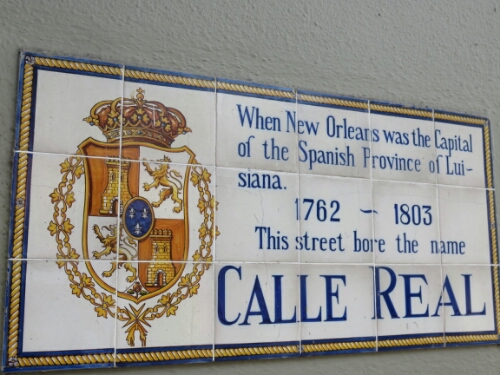 When New Orleans was the Capital
of the Spanish Province of Lui-
siana.
1762 ~ 1803
This street bore the name
CALLE REAL